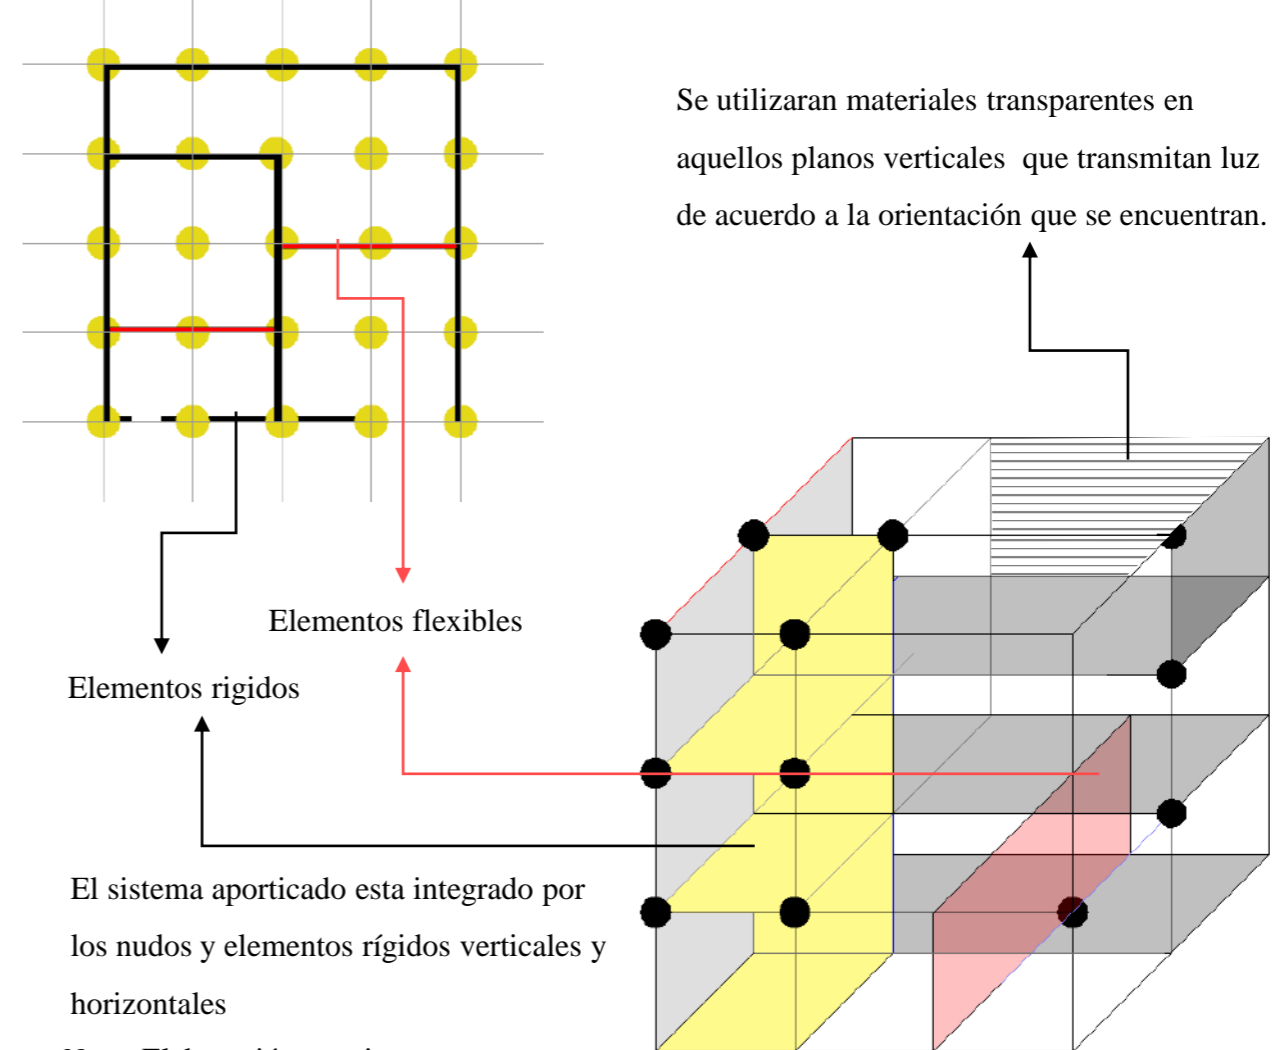 Se utilizaran materiales transparentes en
aquellos planos verticales que transmitan luz
de acuerdo a la orientación que se encuentran.
Elementos flexibles
Elementos rigidos
El sistema aporticado esta integrado por
los nudos y elementos rígidos verticales y
horizontales